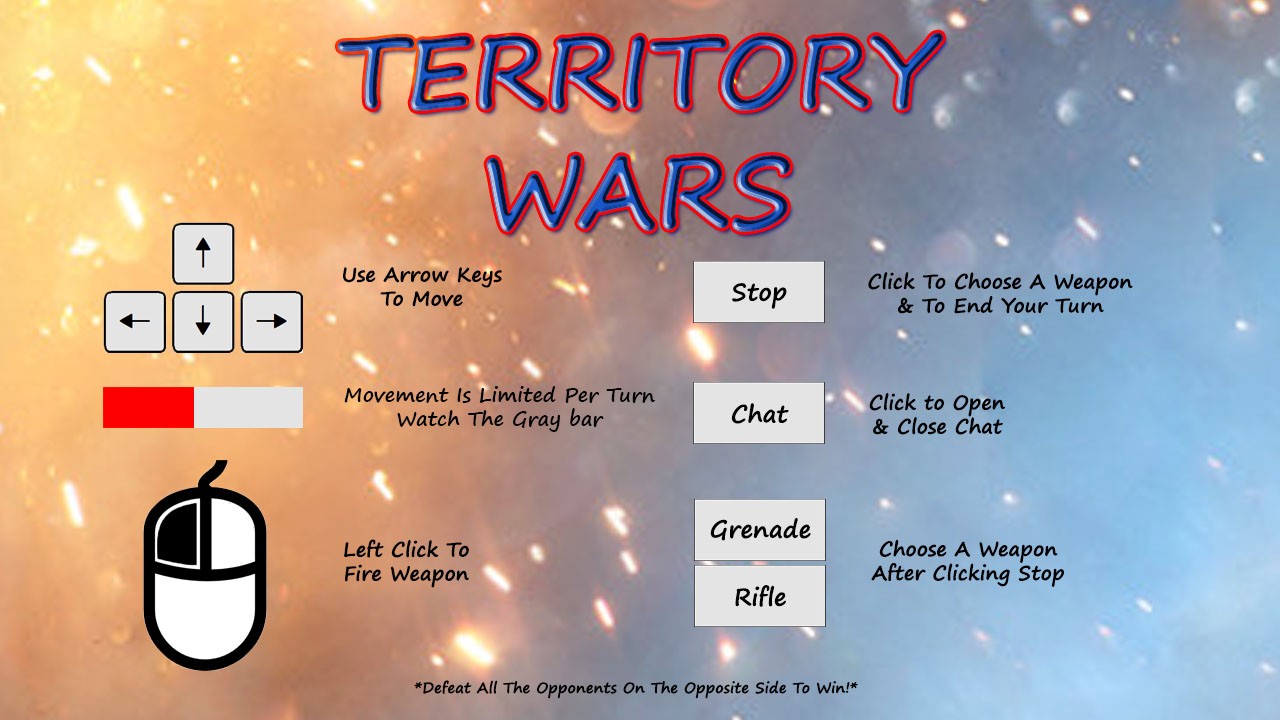 TERRITORY
WARS
Use Arrow Keys
To Move
Movement Is Limited Per Turn
Watch The Gray bar
Left Click To
Fire Weapon
Stop
Click To Choose A Weapon
& To End Your Turn
Chat
Click to Open
& Close Chat
Grenade
Rifle
Choose A Weapon
After Clicking Stop
*Defeat All The Opponents On The Opposite Side To Win!*